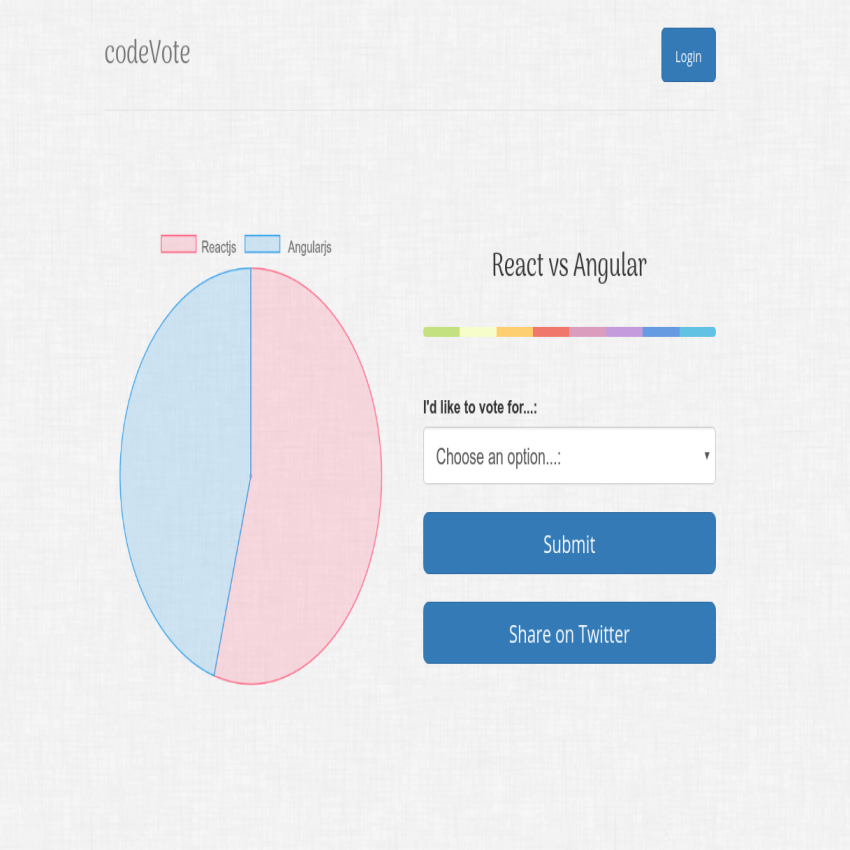 codeVote
Login
Reactjs
Angularjs
React vs Angular
I'd like to vote for...:
Choose an option...:
Submit
Share on Twitter